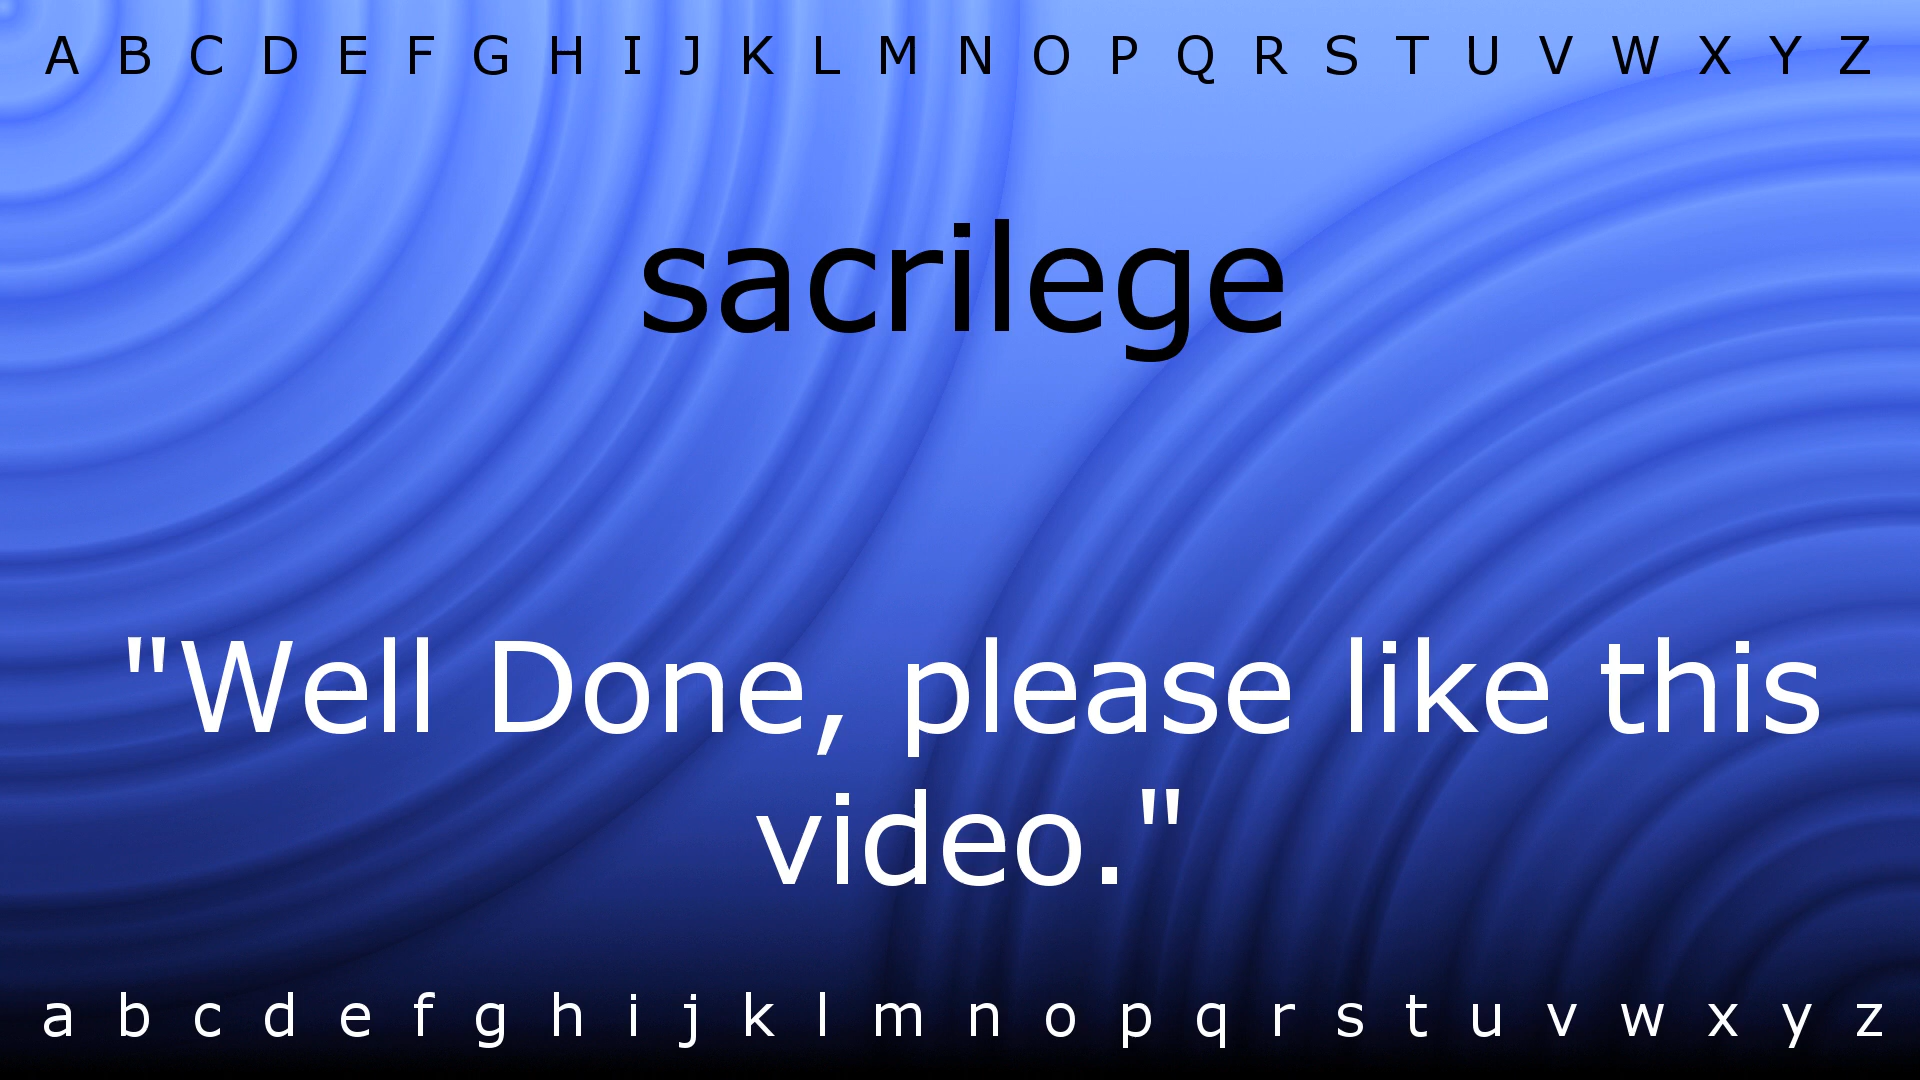 A B C D E F G H I J K L M N O P Q R S T U V W X Y Z
sacrilege
"Well Done, please like this
video."
a b c d e f g h i j k l m n o p q r s t u v w x y z